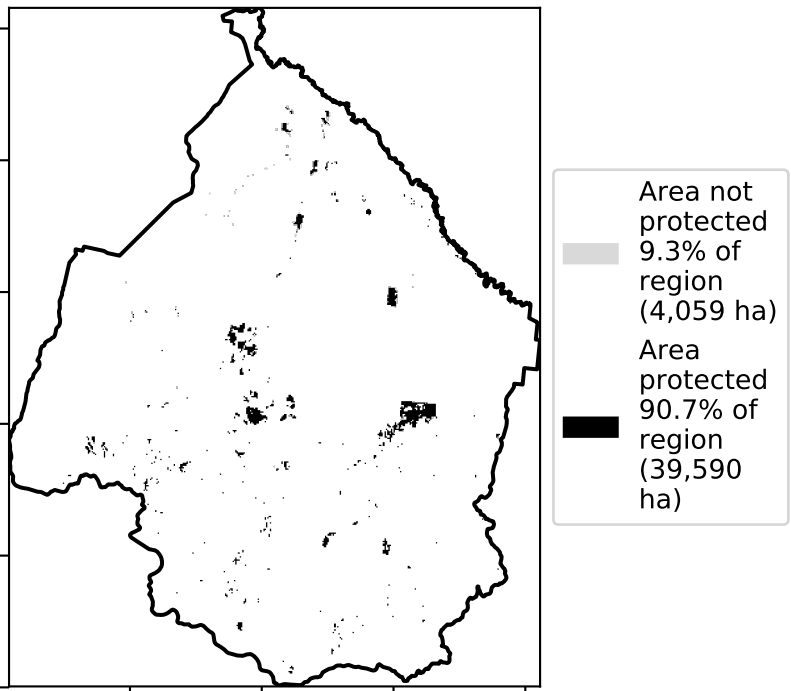 Area not
protected
9.3% of
region
(4,059 ha)
Area
protected
90.7% of
region
(39,590
ha)